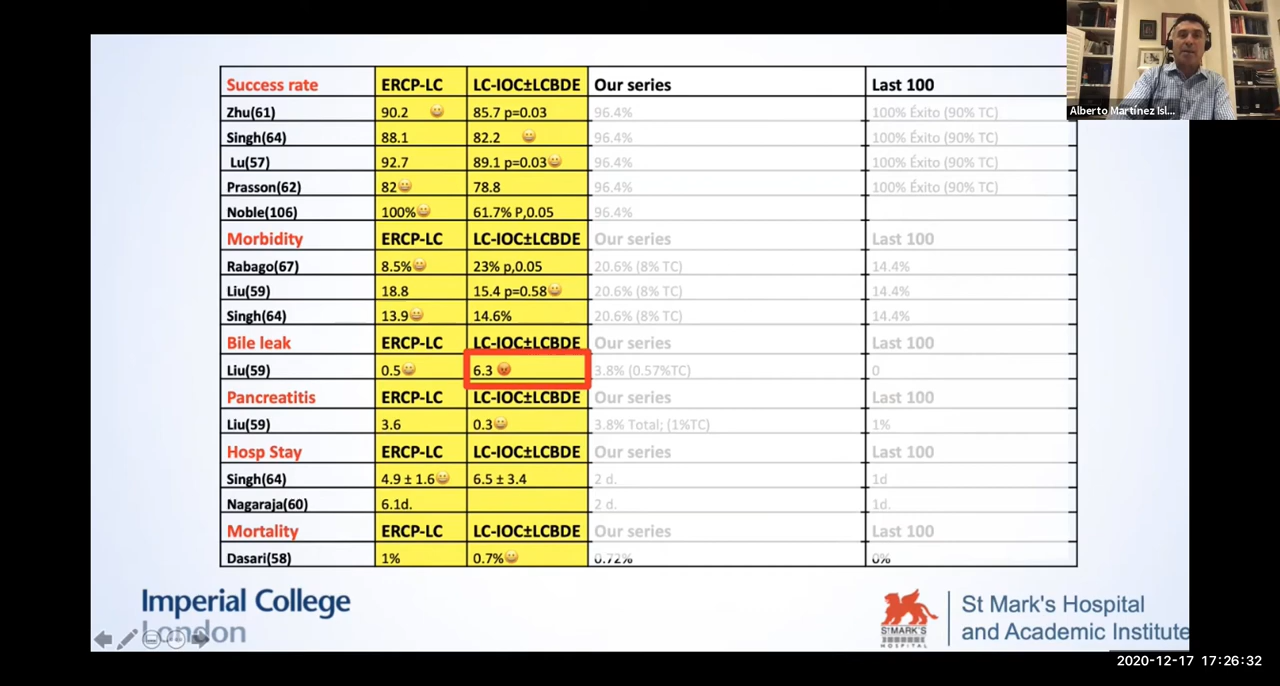 Success rate ERCP-LC LC-IOC±LCBDE Our series Last 100
Zhu(61) 90.2 😀 85.7 p=0.03 96.4% 100% Éxito (90% TC)
Singh(64) 88.1 82.2 😀 96.4% 100% Éxito (90% TC)
Lu(57) 92.7 89.1 p=0.03😀 96.4% 100% Éxito (90% TC)
Prasson(62) 82😀 78.8 96.4% 100% Éxito (90% TC)
Noble(106) 100%😀 61.7% P,0.05 96.4%
Morbidity ERCP-LC LC-IOC±LCBDE Our series Last 100
Rabago(67) 8.5%😀 23% p,0.05 20.6% (8% TC) 14.4%
Liu(59) 18.8 15.4 p=0.58😀 20.6% (8% TC) 14.4%
Singh(64) 13.9😀 14.6% 20.6% (8% TC) 14.4%
Bile leak ERCP-LC LC-IOC±LCBDE Our series Last 100
Liu(59) 0.5😀 6.3 😡 3.8% (0.57%TC) 0
Pancreatitis ERCP-LC LC-IOC±LCBDE Our series Last 100
Liu(59) 3.6 0.3😀 3.8% Total; (1%TC) 1%
Hosp Stay ERCP-LC LC-IOC±LCBDE Our series Last 100
Singh(64) 4.9 ± 1.6😀 6.5 ± 3.4 2 d. 1d
Nagaraja(60) 6.1d. 2 d. 1d.
Mortality ERCP-LC LC-IOC±LCBDE Our series Last 100
Dasari(58) 1% 0.7%😀 0.72% 0%
Imperial College
London
ST MARK'S
HOSPITAL
St Mark's Hospital
and Academic Institute
Alberto Martínez Isl...
2020-12-17 17:26:32